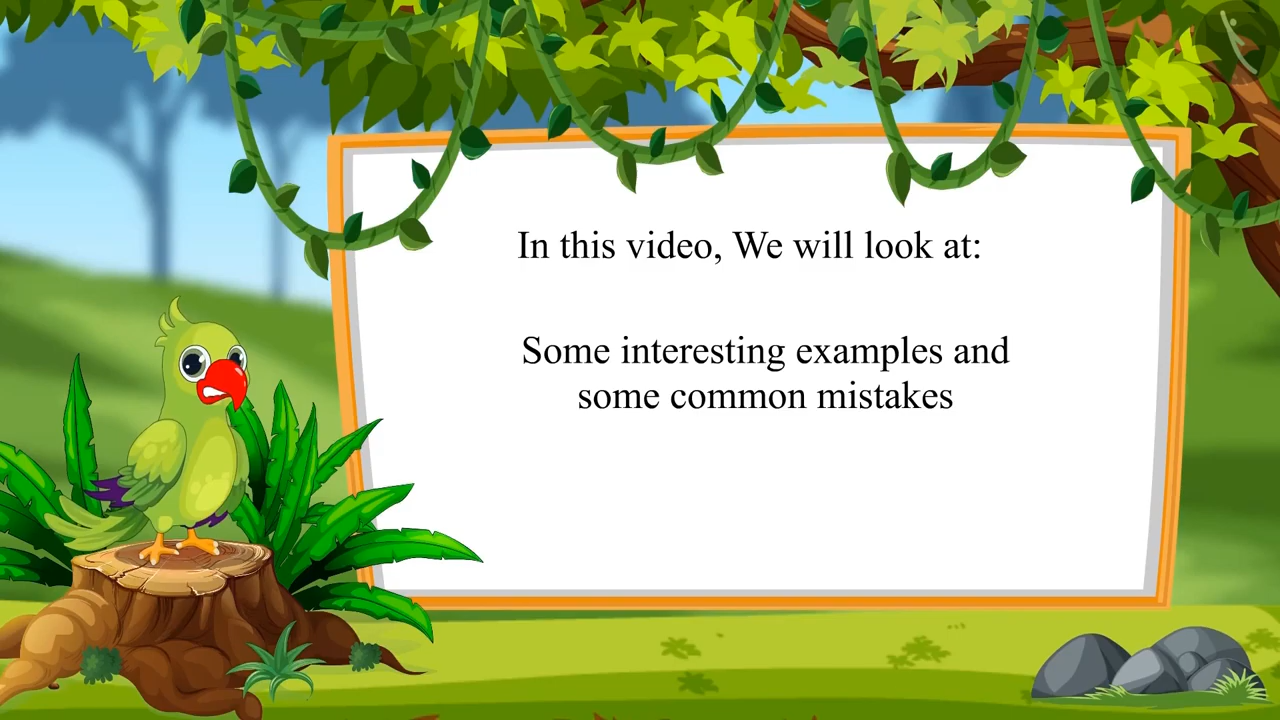 In this video, We will look at:
Some interesting examples and
some common mistakes